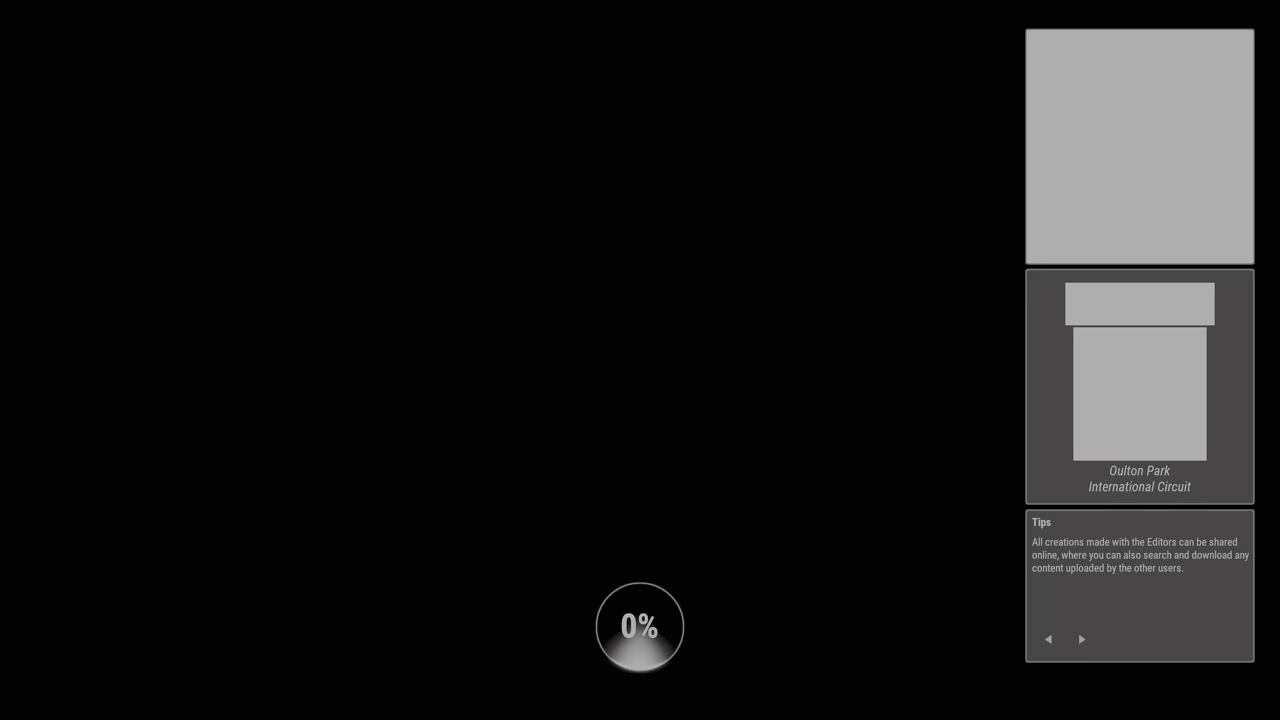 Oulton Park
International Circuit
Tips
All creations made with the Editors can be shared
online, where you can also search and download any
content uploaded by the other users.
0%